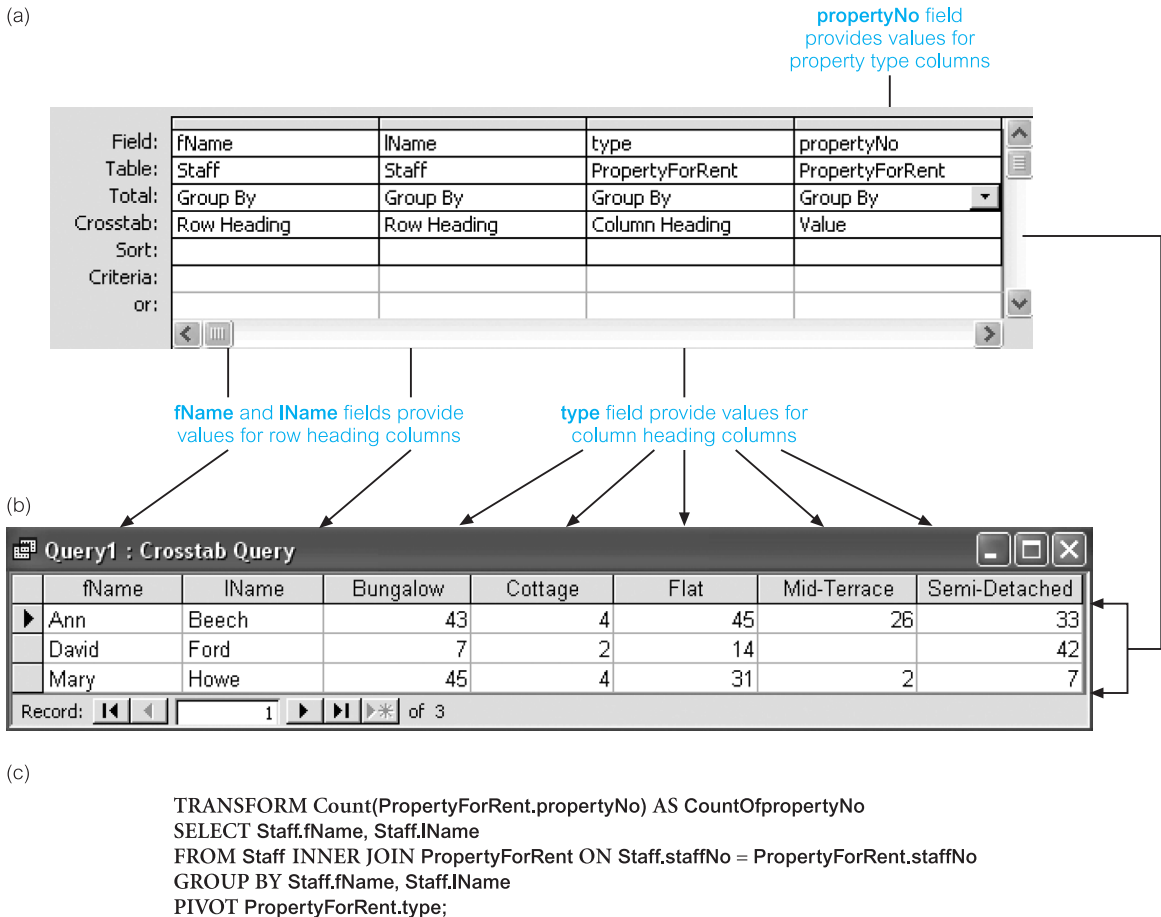 (a)
propertyNo field
provides values for
property type columns
Field: fName lName type propertyNo
Table: Staff Staff PropertyForRent PropertyForRent
Total: Group By Group By Group By Group By
Crosstab: Row Heading Row Heading Column Heading Value
Sort:
Criteria:
or:
fName and lName fields provide
values for row heading columns
type field provide values for
column heading columns
(b)
Query1 : Crosstab Query
fName lName Bungalow Cottage Flat Mid-Terrace Semi-Detached
Ann Beech 43 4 45 26 33
David Ford 7 2 14 42
Mary Howe 45 4 31 2 7
Record: 1 of 3
(c)
TRANSFORM Count(PropertyForRent.propertyNo) AS CountOfpropertyNo
SELECT Staff.fName, Staff.lName
FROM Staff INNER JOIN PropertyForRent ON Staff.staffNo = PropertyForRent.staffNo
GROUP BY Staff.fName, Staff.lName
PIVOT PropertyForRent.type;